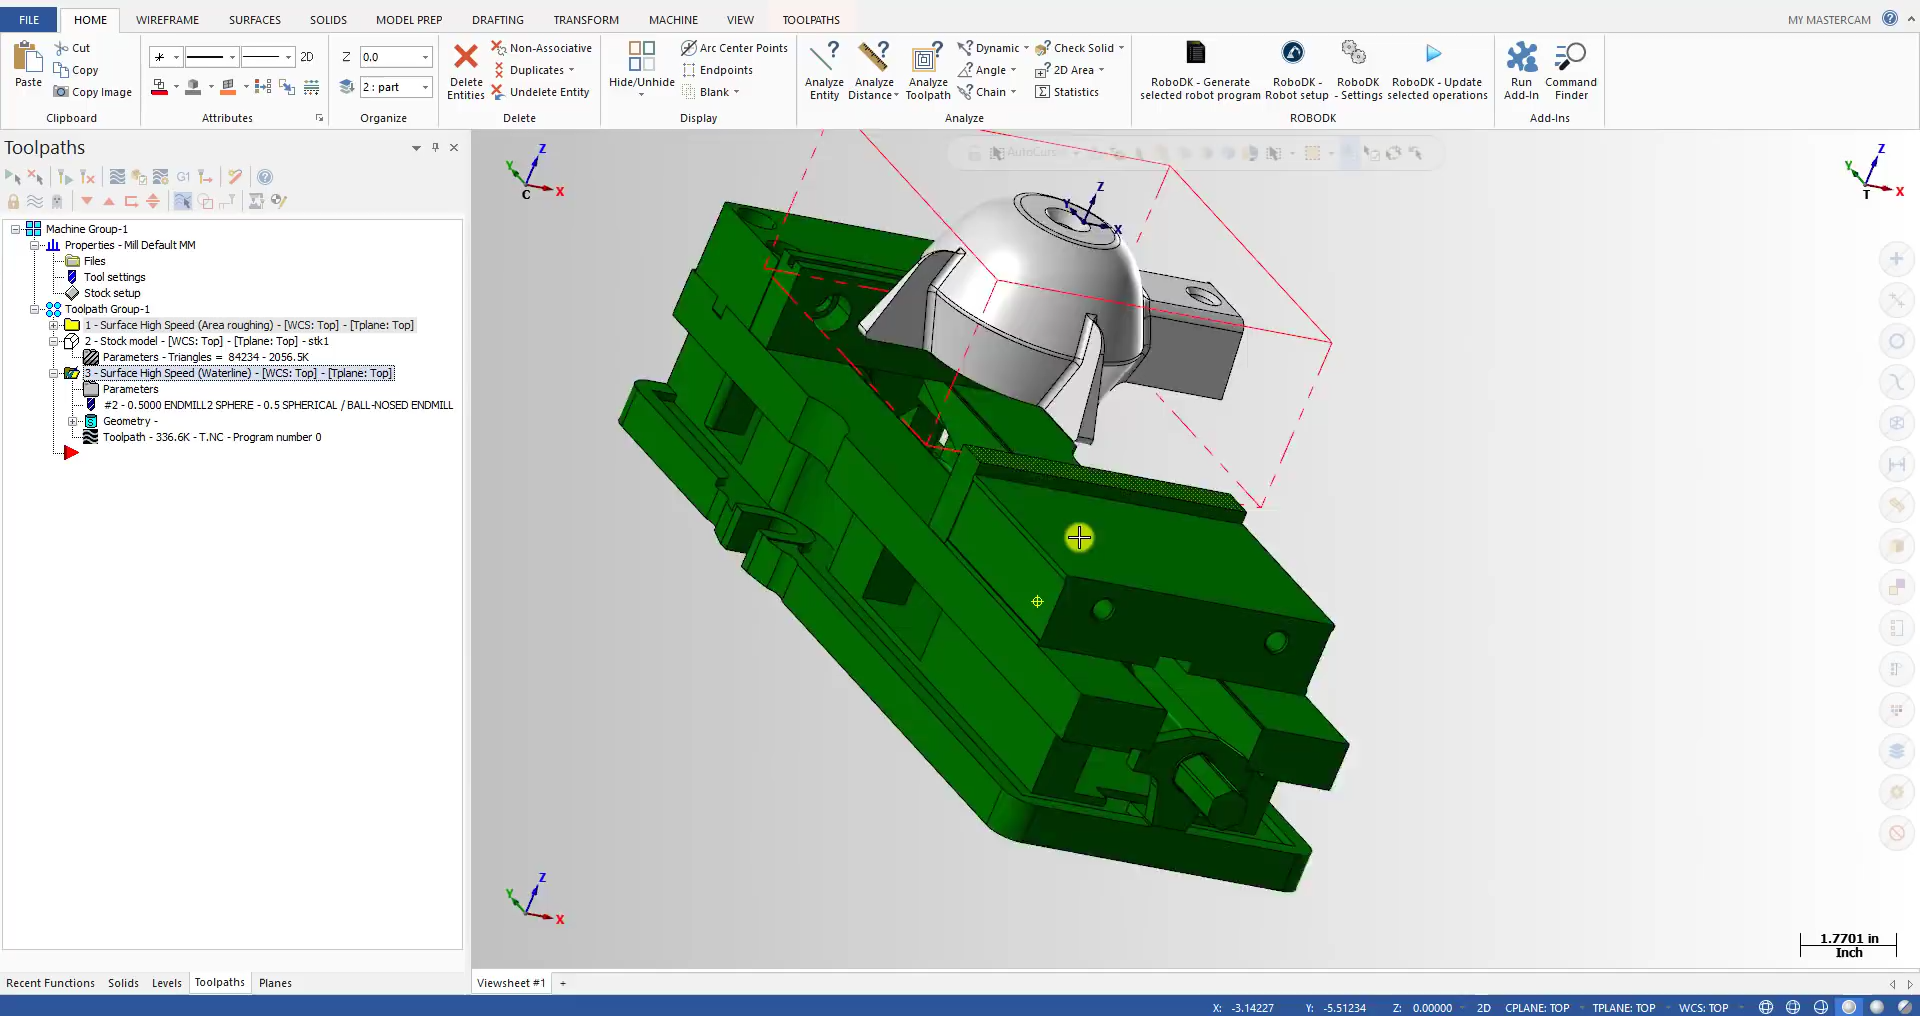 FILE HOME WIREFRAME SURFACES SOLIDS MODEL PREP DRAFTING TRANSFORM MACHINE VIEW TOOLPATHS MY MASTERCAM
Paste
Cut
Copy
Copy Image
Clipboard
2D
Attributes
Z 0.0
2 : part
Organize
Delete Entities
Non-Associative
Duplicates
Undelete Entity
Delete
Hide/Unhide
Arc Center Points
Endpoints
Blank
Display
Analyze Entity
Analyze Distance
Analyze Toolpath
Dynamic
Angle
Chain
Check Solid
2D Area
Statistics
Analyze
RoboDK - Generate selected robot program
RoboDK - Robot setup
RoboDK - Settings
RoboDK - Update selected operations
ROBODK
Run Add-In
Command Finder
Add-Ins
Toolpaths
G1
Machine Group-1
Properties - Mill Default MM
Files
Tool settings
Stock setup
Toolpath Group-1
1 - Surface High Speed (Area roughing) - [WCS: Top] - [Tplane: Top]
2 - Stock model - [WCS: Top] - [Tplane: Top] - stk1
Parameters - Triangles = 84234 - 2056.5K
3 - Surface High Speed (Waterline) - [WCS: Top] - [Tplane: Top]
Parameters
#2 - 0.5000 ENDMILL2 SPHERE - 0.5 SPHERICAL / BALL-NOSED ENDMILL
Geometry -
Toolpath - 336.6K - T.NC - Program number 0
Z
Y
X
C
AutoCursor
Z
Y
X
Z
Y
X
T
Z
Y
X
1.7701 in
Inch
Recent Functions Solids Levels Toolpaths Planes
Viewsheet #1 +
X: -3.14227 Y: -5.51234 Z: 0.00000 2D CPLANE: TOP TPLANE: TOP WCS: TOP